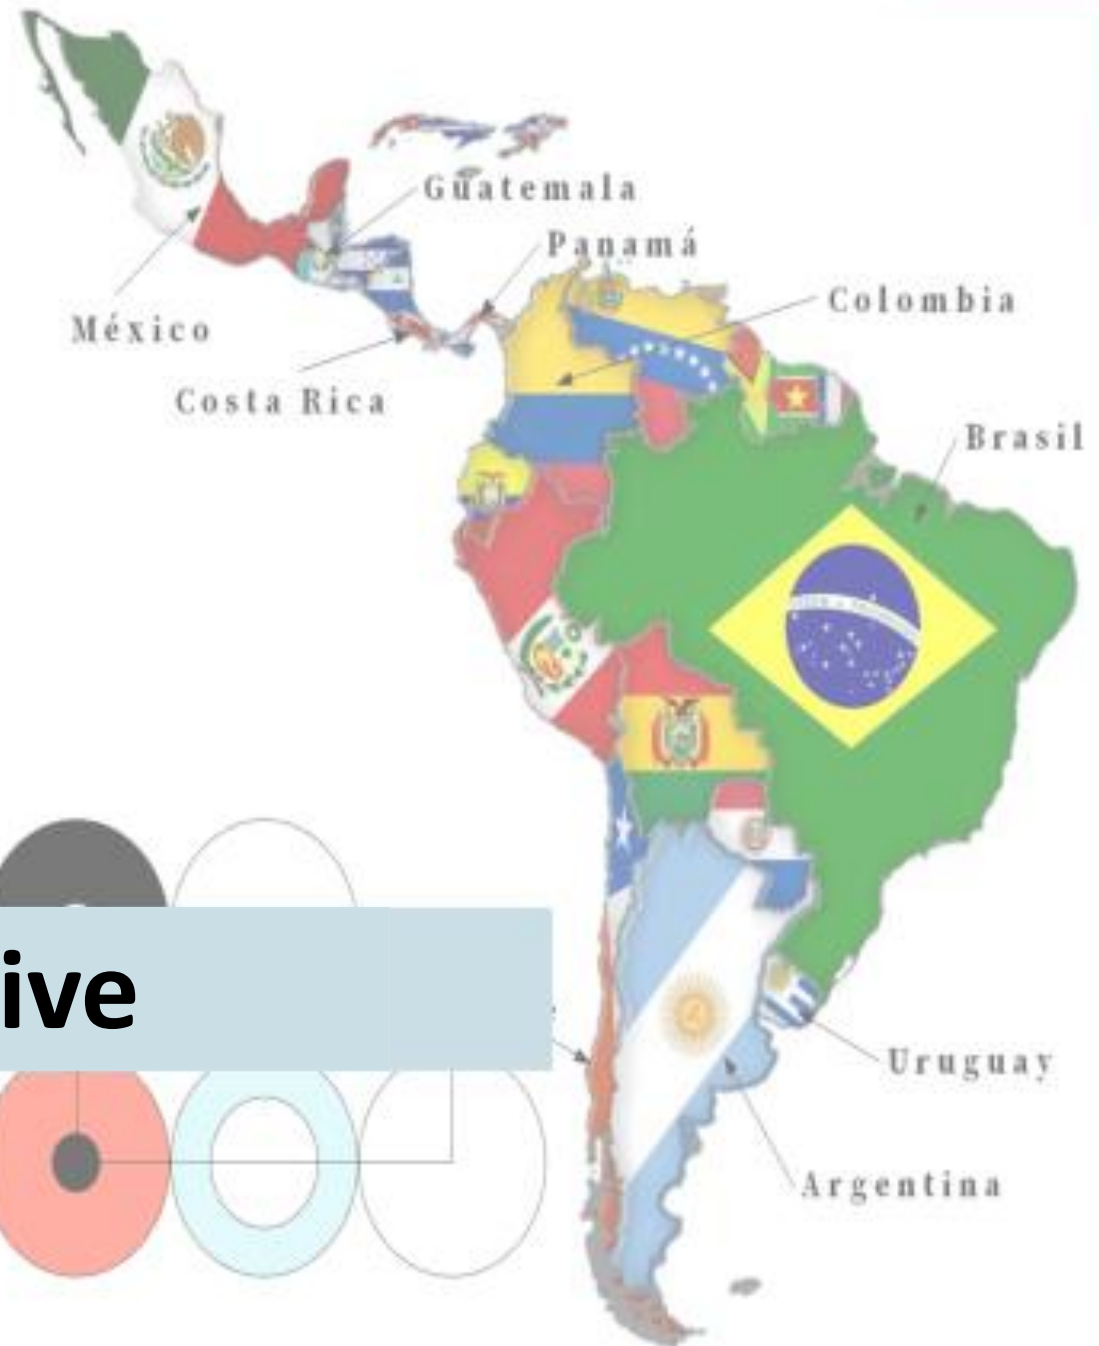 Guatemala
Panamá
Colombia
México
Costa Rica
Brasil
ive
Uruguay
Argentina